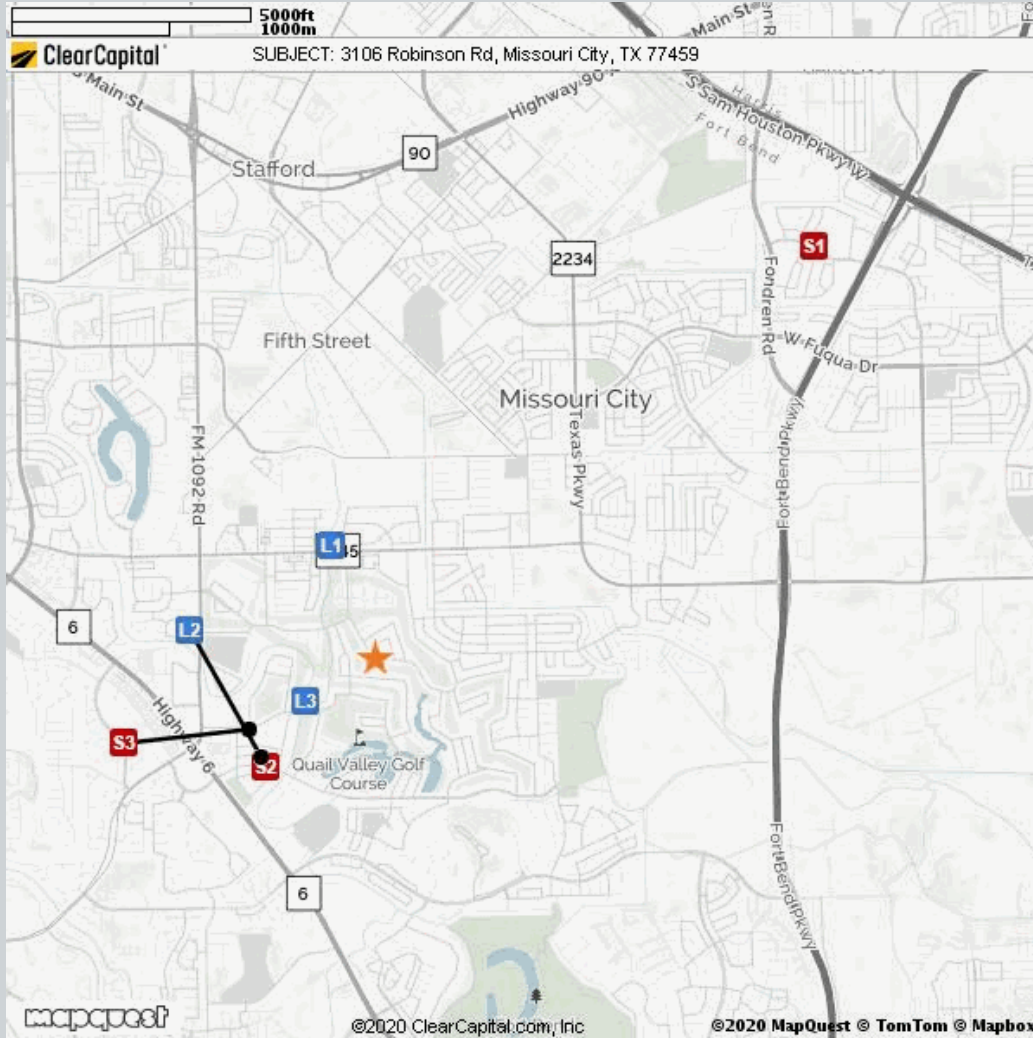 5000ft
1000m
Main St
ClearCapital
SUBJECT: 3106 Robinson Rd, Missouri City, TX 77459
S Main St
Highway 90
S Sam Houston Pkwy W
Harris
Fort Bend
90
Stafford
S1
2234
Fondren Rd
Fifth Street
W Fuqua Dr
Missouri City
FM 1092 Rd
Texas Pkwy
Fort Bend Pkwy
L1
45
6
L2
L3
Highway 6
S3
S2
Quail Valley Golf
Course
Fort Bend Pkwy
6
mapquest
©2020 ClearCapital.com, Inc
©2020 MapQuest © TomTom © Mapbox